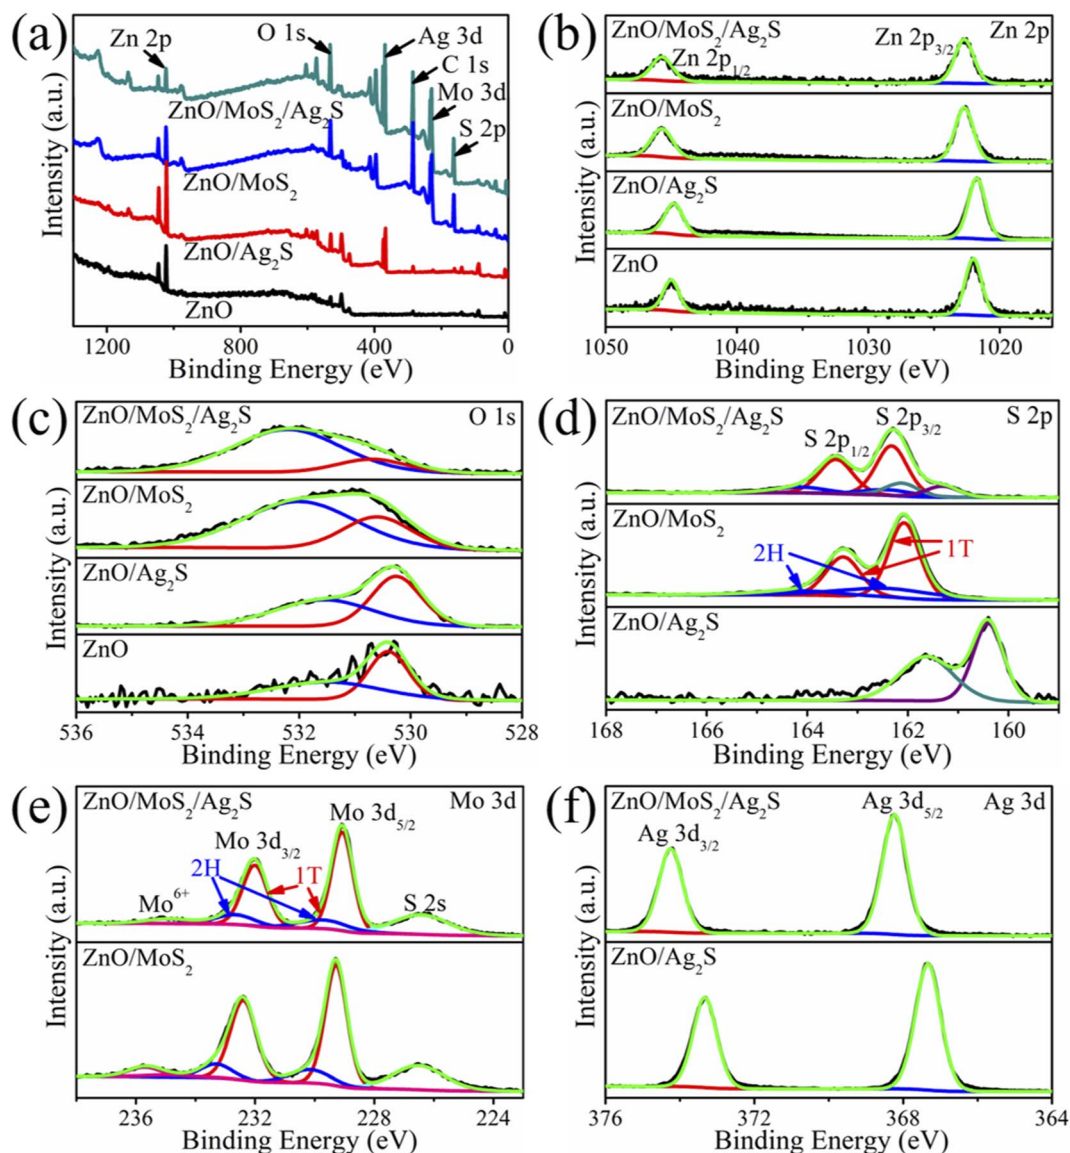 (a)
Zn 2p
O 1s
Ag 3d
C 1s
Mo 3d
S 2p
ZnO/MoS₂/Ag₂S
ZnO/MoS₂
ZnO/Ag₂S
ZnO
Intensity (a.u.)
1200 800 400 0
Binding Energy (eV)
(b)
ZnO/MoS₂/Ag₂S
Zn 2p₁/₂
Zn 2p₃/₂
Zn 2p
ZnO/MoS₂
ZnO/Ag₂S
ZnO
Intensity (a.u.)
1050 1040 1030 1020
Binding Energy (eV)
(c)
ZnO/MoS₂/Ag₂S
O 1s
ZnO/MoS₂
ZnO/Ag₂S
ZnO
Intensity (a.u.)
536 534 532 530 528
Binding Energy (eV)
(d)
ZnO/MoS₂/Ag₂S
S 2p₁/₂
S 2p₃/₂
S 2p
ZnO/MoS₂
2H
1T
ZnO/Ag₂S
Intensity (a.u.)
168 166 164 162 160
Binding Energy (eV)
(e)
ZnO/MoS₂/Ag₂S
Mo 3d
Mo 3d₅/₂
Mo 3d₃/₂
2H
1T
Mo⁶⁺
S 2s
ZnO/MoS₂
Intensity (a.u.)
236 232 228 224
Binding Energy (eV)
(f)
ZnO/MoS₂/Ag₂S
Ag 3d₅/₂
Ag 3d
Ag 3d₃/₂
ZnO/Ag₂S
Intensity (a.u.)
376 372 368 364
Binding Energy (eV)